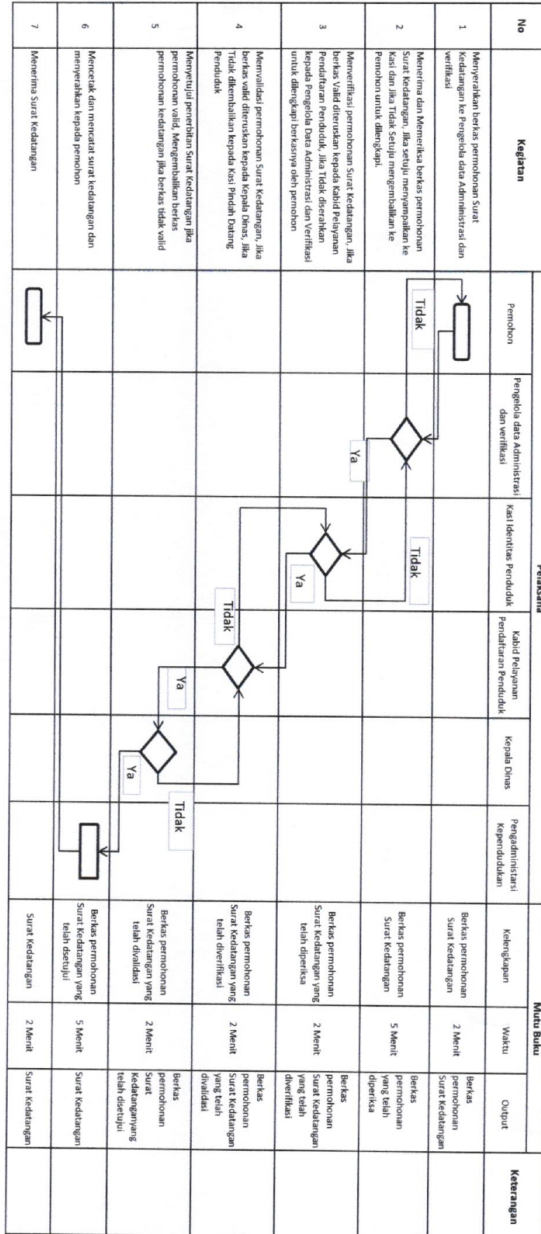 No
Kegiatan
Pelaksana
Mutu Buku
Keterangan
Pemohon
Pengelola data Administrasi
dan verifikasi
Kasi Identitas Penduduk
Kabid Pelayanan
Pendaftaran Penduduk
Kepala Dinas
Pengadministarsi
Kependudukan
Kelengkapan
Waktu
Output
1
Menyerahkan berkas permohonan Surat
Kedatangan ke Pengelola data Admninistrasi dan
verifikasi
Berkas permohonan
Surat Kedatangan
2 Menit
Berkas
permohonan
Surat Kedatangan
2
Menerima dan Memeriksa berkas permohonan
Surat Kedatangan, Jika setuju menyampaikan ke
Kasi dan Jika Tidak Setuju mengembalikan ke
Pemohon untuk dilengkapi.
Tidak
Ya
Berkas permohonan
Surat Kedatangan
5 Menit
Berkas
permohonan
yang telah
diperiksa
3
Menverifikasi permohonan Surat Kedatangan, Jika
berkas Valid diteruskan kepada Kabid Pelayanan
Pendaftaran Penduduk, Jika Tidak diserahkan
kepada Pengelola Data Administrasi dan Verifikasi
untuk dilengkapi berkasnya oleh pemohon
Tidak
Ya
Berkas permohonan
Surat Kedatangan yang
telah diperiksa
2 Menit
Berkas
permohonan
Surat Kedatangan
yang telah
diverifikasi
4
Memvalidasi permohonan Surat Kedatangan, Jika
berkas valid diteruskan kepada Kepala Dinas, Jika
Tidak dikembalikan kepada Kasi Pindah Datang
Penduduk
Tidak
Ya
Berkas permohonan
Surat Kedatangan yang
telah diverifikasi
2 Menit
Berkas
permohonan
Surat Kedatangan
yang telah
divalidasi
5
Menyetujui penerbitan Surat Kedatangan jika
permohonan valid, Mengembalikan berkas
permohonan kedatangan jika berkas tidak valid
Tidak
Ya
Berkas permohonan
Surat Kedatangan yang
telah divalidasi
2 Menit
Berkas
permohonan
Surat
Kedatanganyang
telah disetujui
6
Mencetak dan mencatat surat kedatangan dan
menyerahkan kepada pemohon
Berkas permohonan
Surat Kedatangan yang
telah dsetujui
5 Menit
Surat Kedatangan
7
Menerima Surat Kedatangan
Surat Kedatangan
2 Menit
Surat Kedatangan